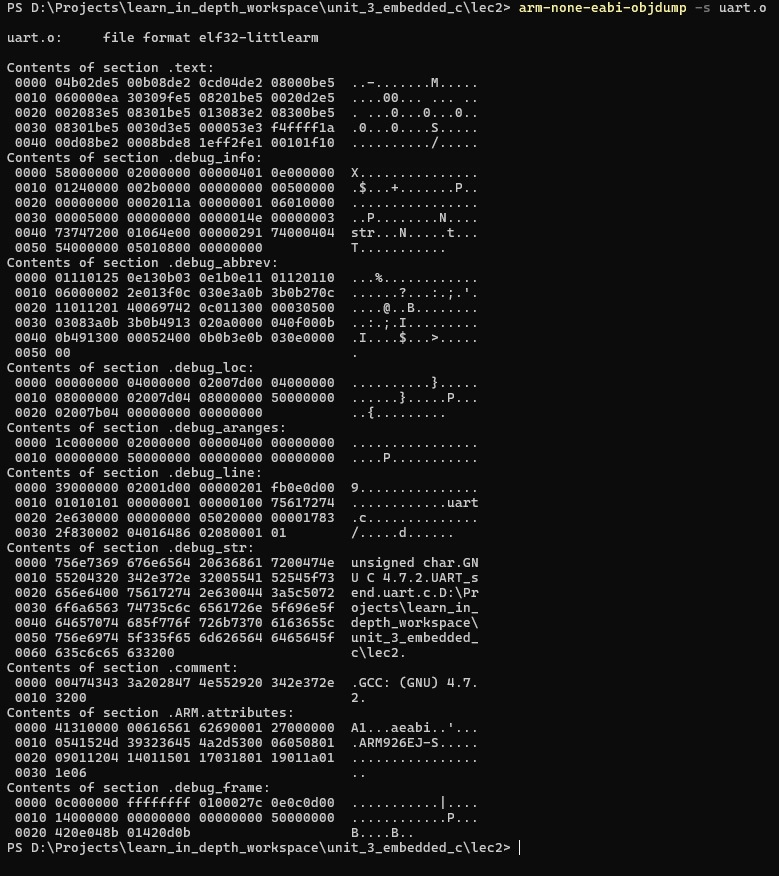 PS D:\Projects\learn_in_depth_workspace\unit_3_embedded_c\lec2> arm-none-eabi-objdump -s uart.o
uart.o:     file format elf32-littlearm
Contents of section .text:
 0000 04b02de5 00b08de2 0cd04de2 08000be5  ..-.......M.....
 0010 060000ea 30309fe5 08201be5 0020d2e5  ....00... ... ..
 0020 002083e5 08301be5 013083e2 08300be5  . ...0...0...0..
 0030 08301be5 0030d3e5 000053e3 f4ffff1a  .0...0....S.....
 0040 00d08be2 0008bde8 1eff2fe1 00101f10  ........../.....
Contents of section .debug_info:
 0000 58000000 02000000 00000401 0e000000  X...............
 0010 01240000 002b0000 00000000 00500000  .$...+.......P..
 0020 00000000 0002011a 00000001 06010000  ................
 0030 00005000 00000000 0000014e 00000003  ..P........N....
 0040 73747200 01064e00 00000291 74000404  str...N.....t...
 0050 54000000 05010800 00000000           T...........
Contents of section .debug_abbrev:
 0000 01110125 0e130b03 0e1b0e11 01120110  ...%............
 0010 06000002 2e013f0c 030e3a0b 3b0b270c  ......?...:.;.'.
 0020 11011201 40069742 0c011300 00030500  ....@..B........
 0030 03083a0b 3b0b4913 020a0000 040f000b  ..:.;.I.........
 0040 0b491300 00052400 0b0b3e0b 030e0000  .I....$...>.....
 0050 00                                   .
Contents of section .debug_loc:
 0000 00000000 04000000 02007d00 04000000  ..........}.....
 0010 08000000 02007d04 08000000 50000000  ......}.....P...
 0020 02007b04 00000000 00000000           ..{.........
Contents of section .debug_aranges:
 0000 1c000000 02000000 00000400 00000000  ................
 0010 00000000 50000000 00000000 00000000  ....P...........
Contents of section .debug_line:
 0000 39000000 02001d00 00000201 fb0e0d00  9...............
 0010 01010101 00000001 00000100 75617274  ............uart
 0020 2e630000 00000000 05020000 00001783  .c..............
 0030 2f830002 04016486 02080001 01        /.....d......
Contents of section .debug_str:
 0000 756e7369 676e6564 20636861 7200474e  unsigned char.GN
 0010 55204320 342e372e 32005541 52545f73  U C 4.7.2.UART_s
 0020 656e6400 75617274 2e630044 3a5c5072  end.uart.c.D:\Pr
 0030 6f6a6563 74735c6c 6561726e 5f696e5f  ojects\learn_in_
 0040 64657074 685f776f 726b7370 6163655c  depth_workspace\
 0050 756e6974 5f335f65 6d626564 6465645f  unit_3_embedded_
 0060 635c6c65 633200                      c\lec2.
Contents of section .comment:
 0000 00474343 3a202847 4e552920 342e372e  .GCC: (GNU) 4.7.
 0010 3200                                 2.
Contents of section .ARM.attributes:
 0000 41310000 00616561 62690001 27000000  A1...aeabi..'...
 0010 0541524d 39323645 4a2d5300 06050801  .ARM926EJ-S.....
 0020 09011204 14011501 17031801 19011a01  ................
 0030 1e06                                 ..
Contents of section .debug_frame:
 0000 0c000000 ffffffff 0100027c 0e0c0d00  ...........|....
 0010 14000000 00000000 00000000 50000000  ............P...
 0020 420e048b 01420d0b                    B....B..
PS D:\Projects\learn_in_depth_workspace\unit_3_embedded_c\lec2>